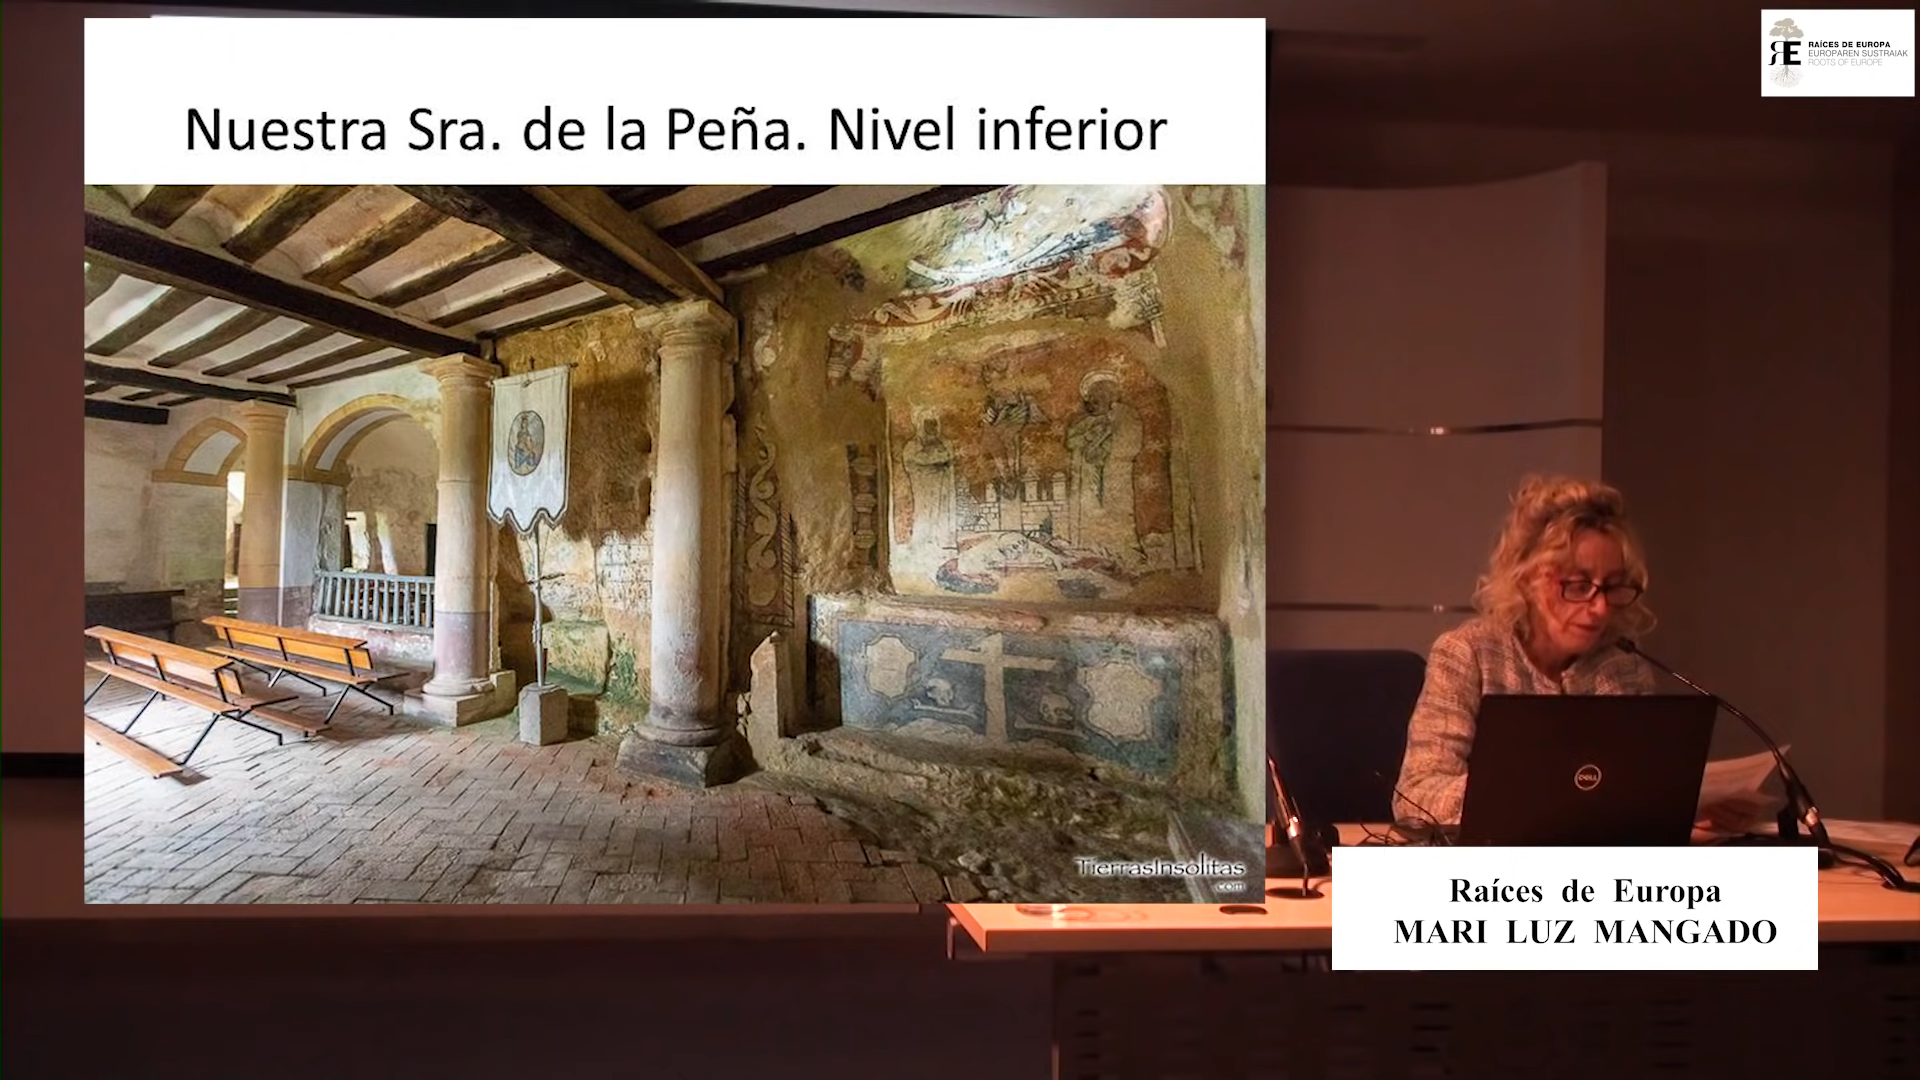 Nuestra Sra. de la Peña. Nivel inferior
RAÍCES DE EUROPA
EUROPAREN SUSTRAIAK
ROOTS OF EUROPE
TierrasInsolitas
.com
DELL
Raíces de Europa
MARI LUZ MANGADO